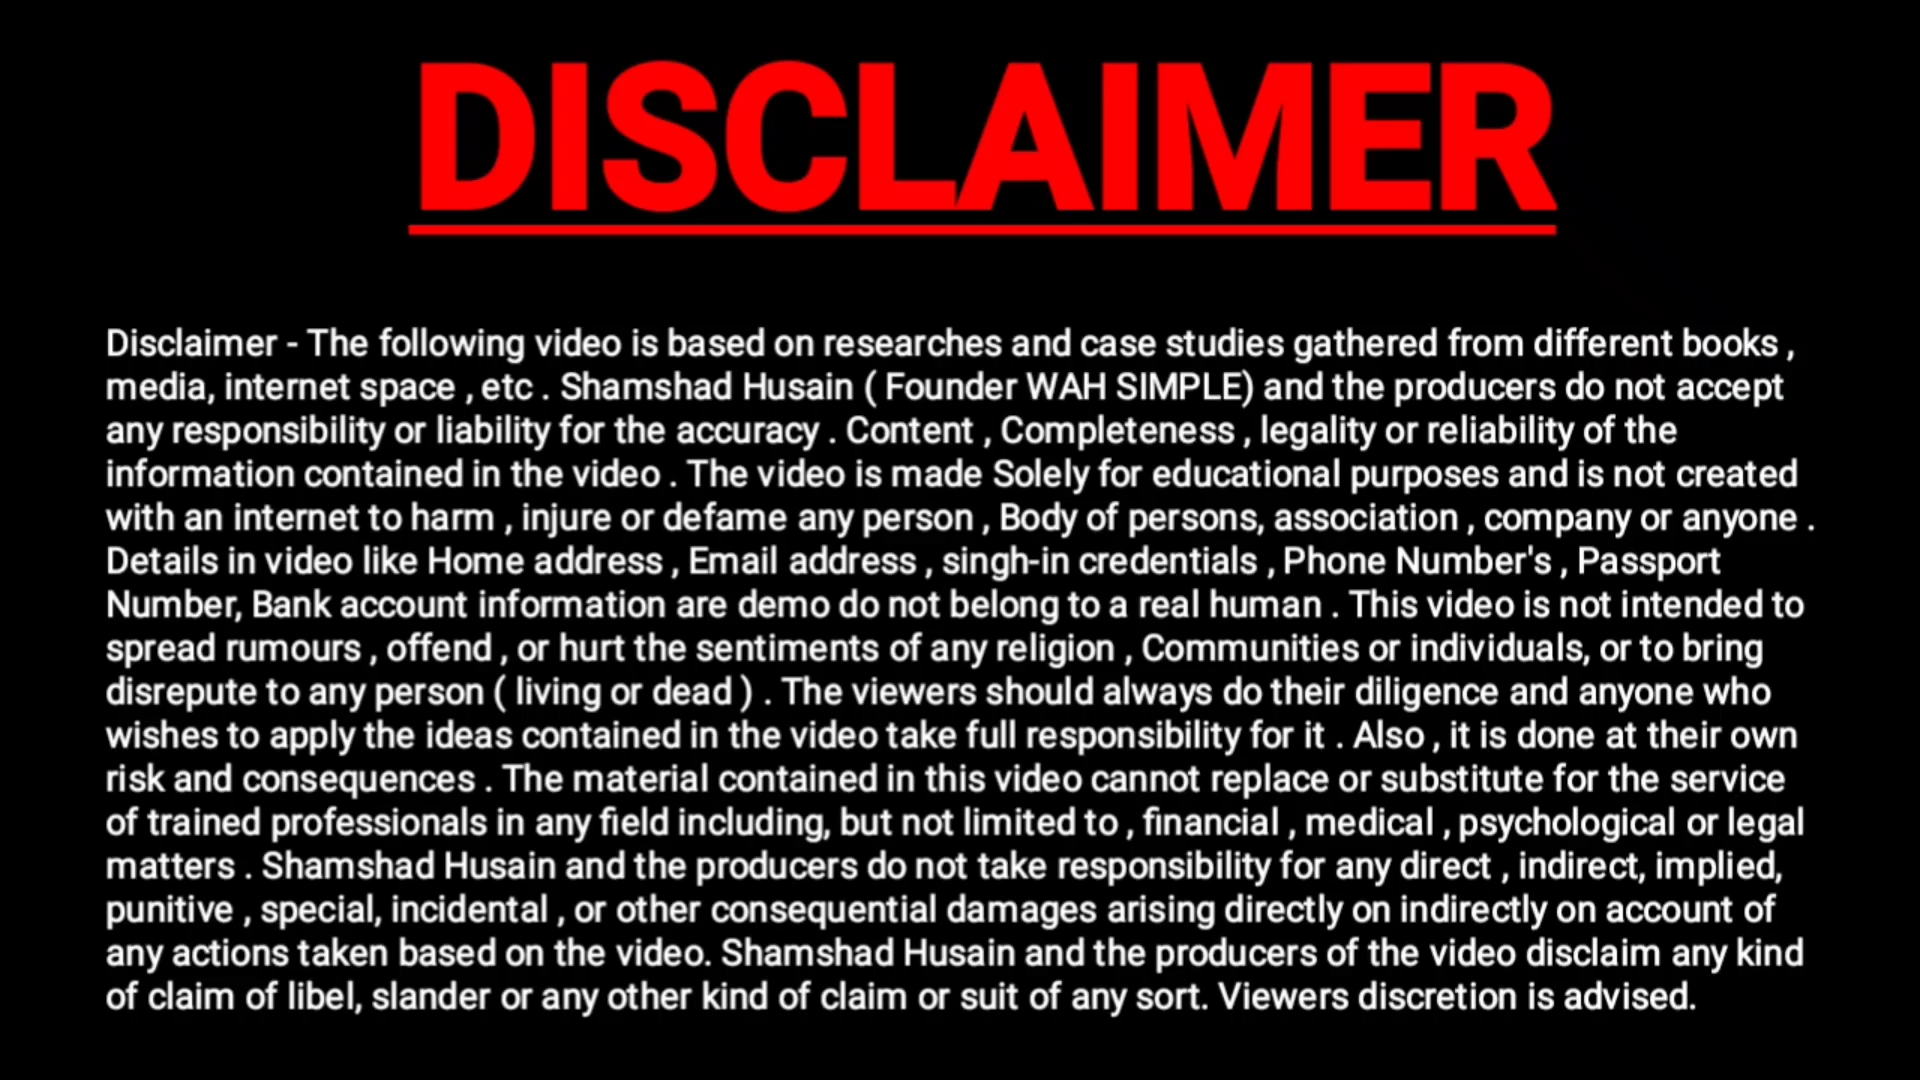 DISCLAIMER
Disclaimer - The following video is based on researches and case studies gathered from different books ,
media, internet space , etc . Shamshad Husain ( Founder WAH SIMPLE) and the producers do not accept
any responsibility or liability for the accuracy . Content , Completeness , legality or reliability of the
information contained in the video . The video is made Solely for educational purposes and is not created
with an internet to harm , injure or defame any person , Body of persons, association , company or anyone .
Details in video like Home address , Email address , singh-in credentials , Phone Number's , Passport
Number, Bank account information are demo do not belong to a real human . This video is not intended to
spread rumours , offend , or hurt the sentiments of any religion , Communities or individuals, or to bring
disrepute to any person ( living or dead ) . The viewers should always do their diligence and anyone who
wishes to apply the ideas contained in the video take full responsibility for it . Also , it is done at their own
risk and consequences . The material contained in this video cannot replace or substitute for the service
of trained professionals in any field including, but not limited to , financial , medical , psychological or legal
matters . Shamshad Husain and the producers do not take responsibility for any direct , indirect, implied,
punitive , special, incidental , or other consequential damages arising directly on indirectly on account of
any actions taken based on the video. Shamshad Husain and the producers of the video disclaim any kind
of claim of libel, slander or any other kind of claim or suit of any sort. Viewers discretion is advised.